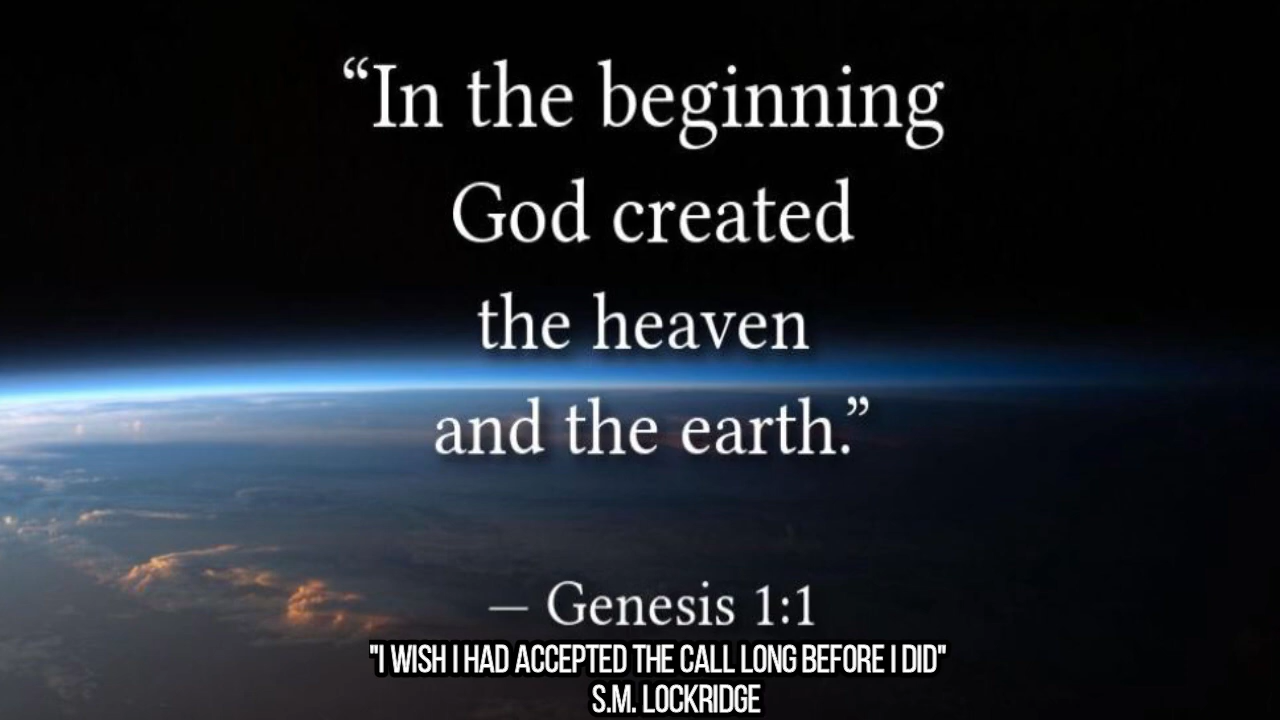 “In the beginning
God created
the heaven
and the earth.”
— Genesis 1:1
"I WISH I HAD ACCEPTED THE CALL LONG BEFORE I DID"
S.M. LOCKRIDGE